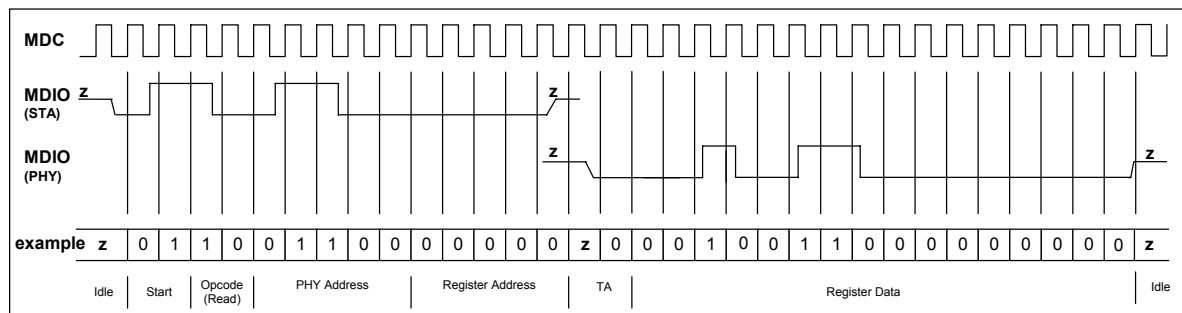 MDC
MDIO z z
(STA)
MDIO z z
(PHY)
example z 0 1 1 0 0 1 1 0 0 0 0 0 0 0 z 0 0 0 1 0 0 1 1 0 0 0 0 0 0 0 0 0 z
Idle Start Opcode (Read) PHY Address Register Address TA Register Data Idle